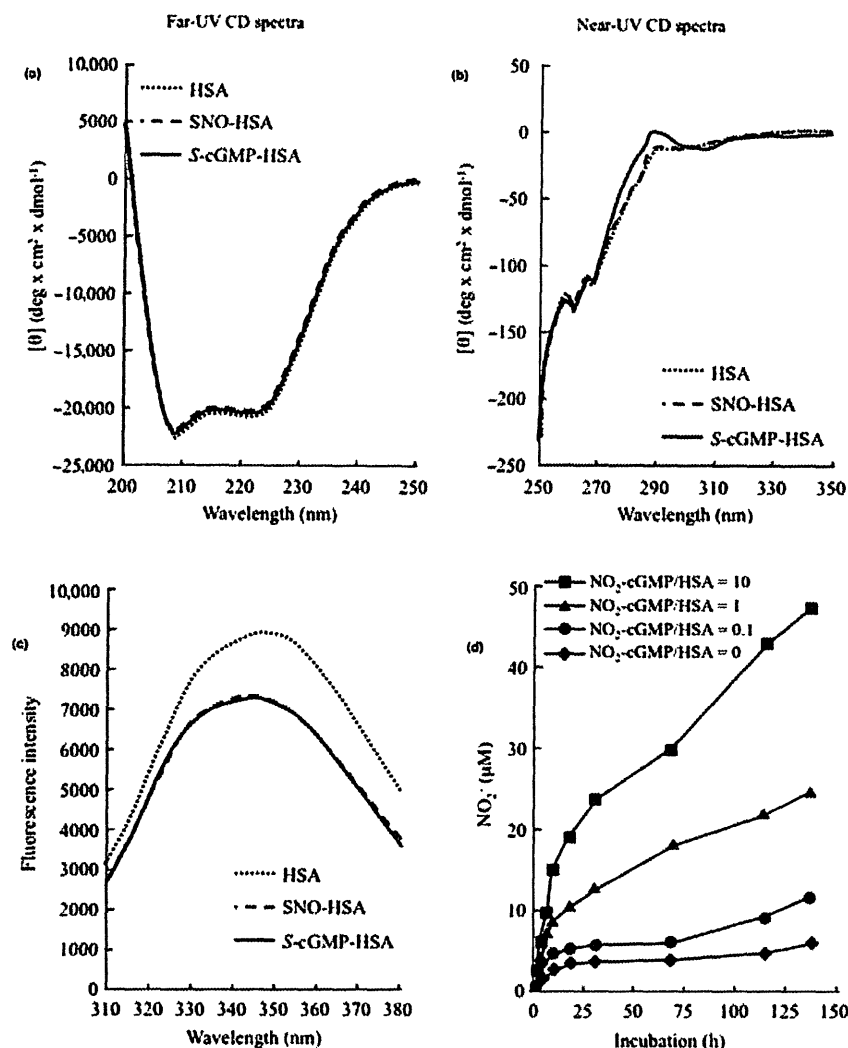 Far-UV CD spectra
Near-UV CD spectra
(a)
10,000
5000
0
-5000
-10,000
-15,000
-20,000
-25,000
[θ] (deg x cm² x dmol⁻¹)
HSA
SNO-HSA
S-cGMP-HSA
200 210 220 230 240 250
Wavelength (nm)
(b)
50
0
-50
-100
-150
-200
-250
[θ] (deg x cm² x dmol⁻¹)
HSA
SNO-HSA
S-cGMP-HSA
250 270 290 310 330 350
Wavelength (nm)
(c)
10,000
9000
8000
7000
6000
5000
4000
3000
2000
1000
0
Fluorescence intensity
HSA
SNO-HSA
S-cGMP-HSA
310 320 330 340 350 360 370 380
Wavelength (nm)
(d)
NO₂-cGMP/HSA = 10
NO₂-cGMP/HSA = 1
NO₂-cGMP/HSA = 0.1
NO₂-cGMP/HSA = 0
50
40
30
20
10
0
NO₂⁻ (µM)
0 25 50 75 100 125 150
Incubation (h)